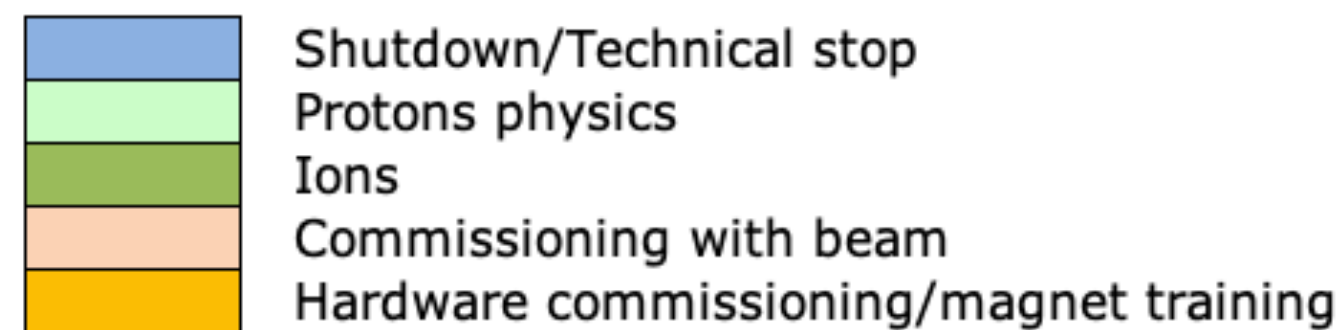 Shutdown/Technical stop
Protons physics
Ions
Commissioning with beam
Hardware commissioning/magnet training